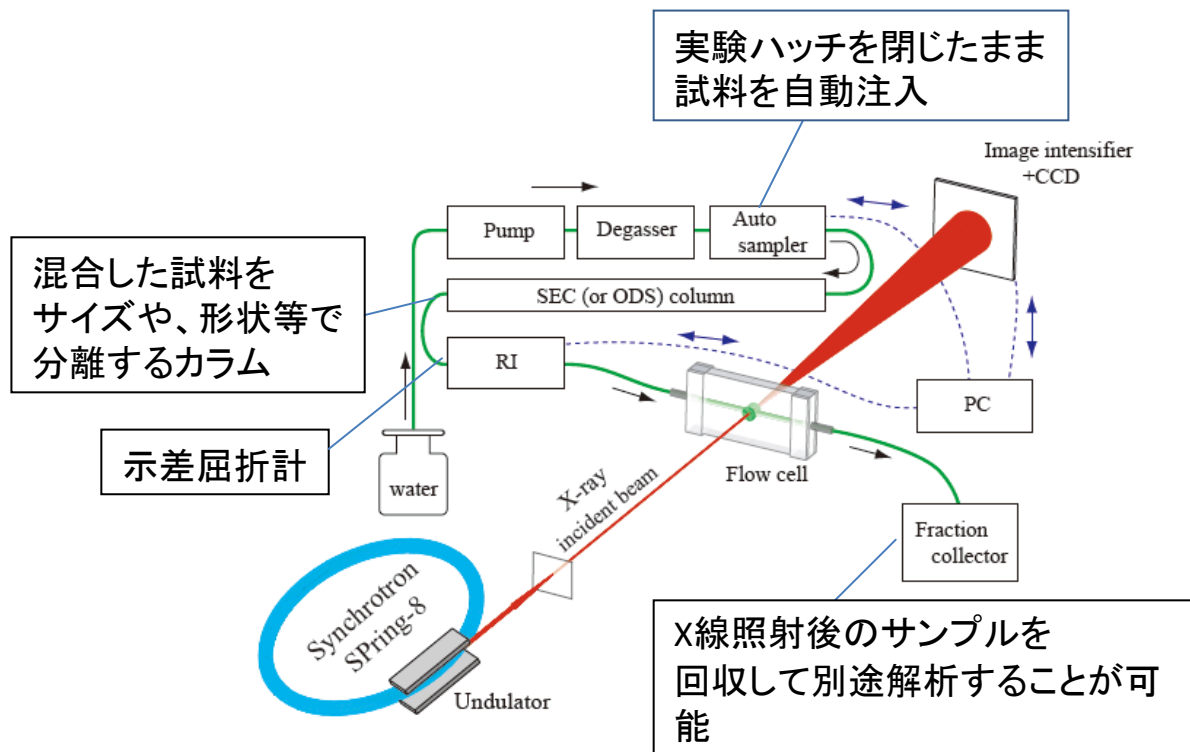 実験ハッチを閉じたまま
試料を自動注入
Image intensifier
+CCD
Pump
Degasser
Auto
sampler
混合した試料を
サイズや、形状等で
分離するカラム
SEC (or ODS) column
RI
PC
示差屈折計
water
Flow cell
X-ray
incident beam
Fraction
collector
Synchrotron
SPring-8
Undulator
X線照射後のサンプルを
回収して別途解析することが可
能